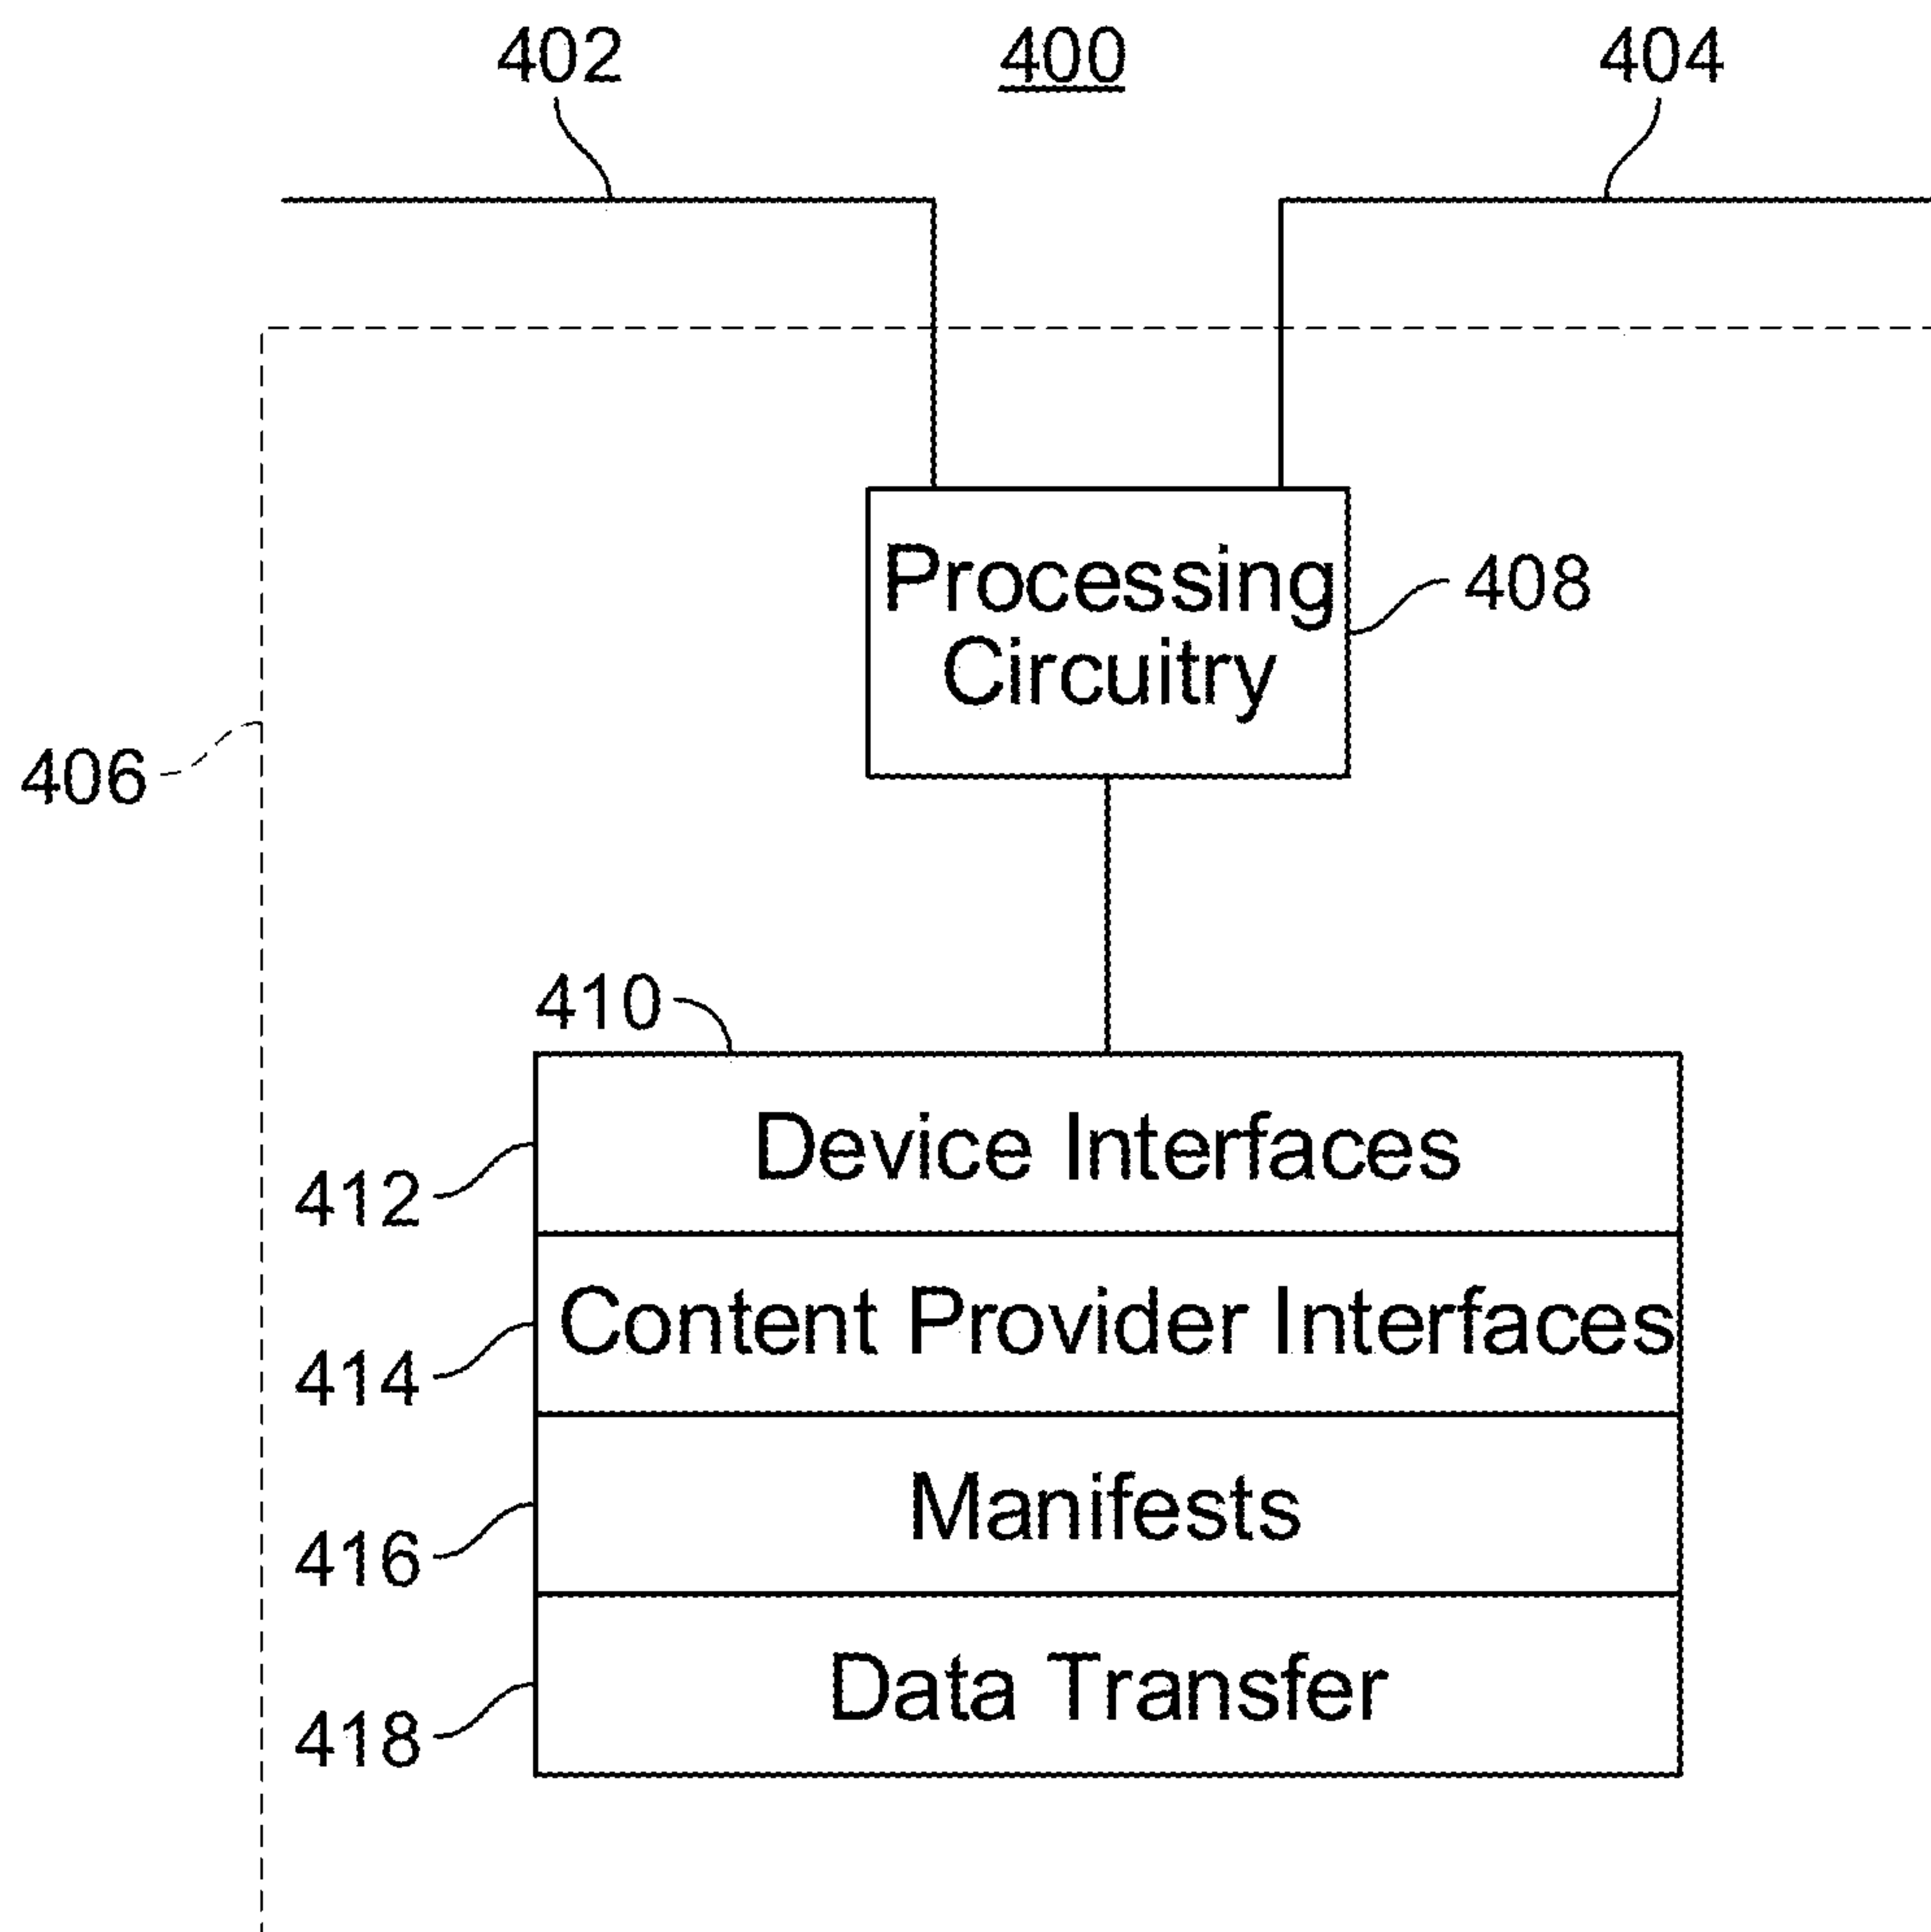 402
400
404
Processing
Circuitry
408
406
410
Device Interfaces
412
Content Provider Interfaces
414
Manifests
416
Data Transfer
418